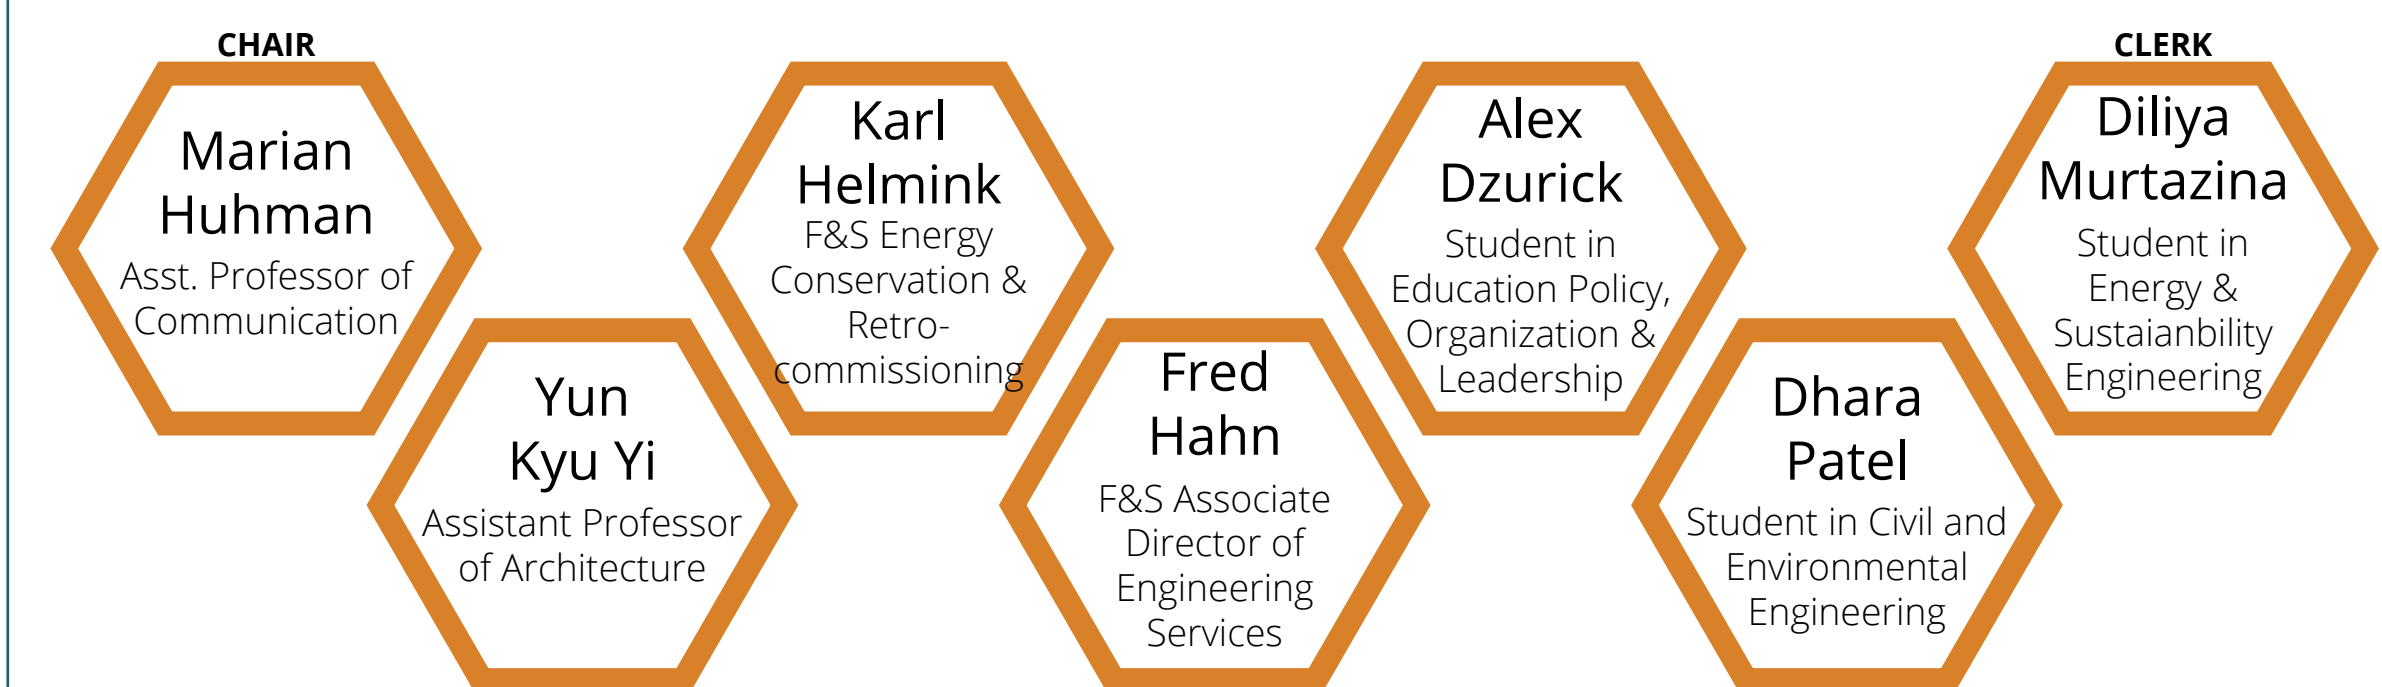 CHAIR
Marian
Huhman
Asst. Professor of
Communication
Yun
Kyu Yi
Assistant Professor
of Architecture
Karl
Helmink
F&S Energy
Conservation &
Retro-
commissioning
Fred
Hahn
F&S Associate
Director of
Engineering
Services
Alex
Dzurick
Student in
Education Policy,
Organization &
Leadership
Dhara
Patel
Student in Civil and
Environmental
Engineering
CLERK
Diliya
Murtazina
Student in
Energy &
Sustaianbility
Engineering